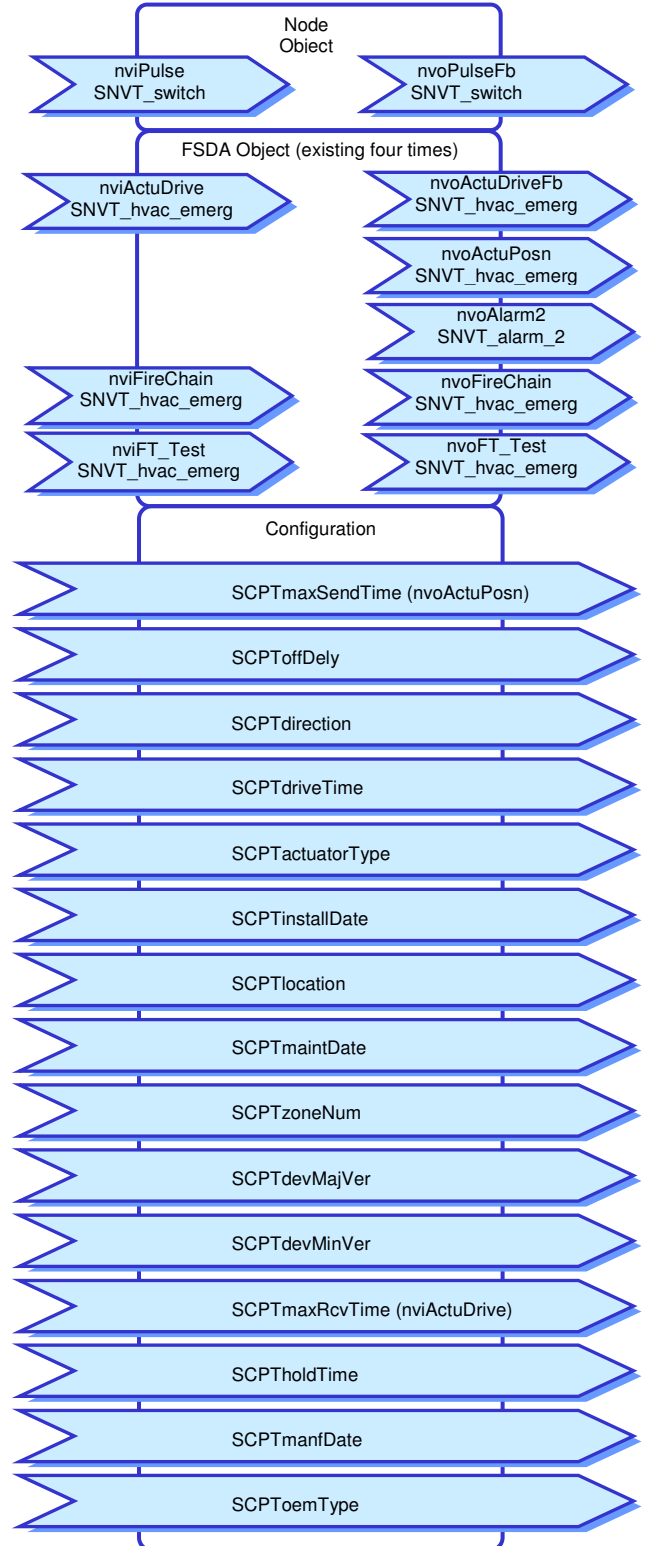 Node
Object
nviPulse
SNVT_switch
nvoPulseFb
SNVT_switch
FSDA Object (existing four times)
nviActuDrive
SNVT_hvac_emerg
nvoActuDriveFb
SNVT_hvac_emerg
nvoActuPosn
SNVT_hvac_emerg
nvoAlarm2
SNVT_alarm_2
nviFireChain
SNVT_hvac_emerg
nvoFireChain
SNVT_hvac_emerg
nviFT_Test
SNVT_hvac_emerg
nvoFT_Test
SNVT_hvac_emerg
Configuration
SCPTmaxSendTime (nvoActuPosn)
SCPToffDely
SCPTdirection
SCPTdriveTime
SCPTactuatorType
SCPTinstallDate
SCPTlocation
SCPTmaintDate
SCPTzoneNum
SCPTdevMajVer
SCPTdevMinVer
SCPTmaxRcvTime (nviActuDrive)
SCPTholdTime
SCPTmanfDate
SCPToemType